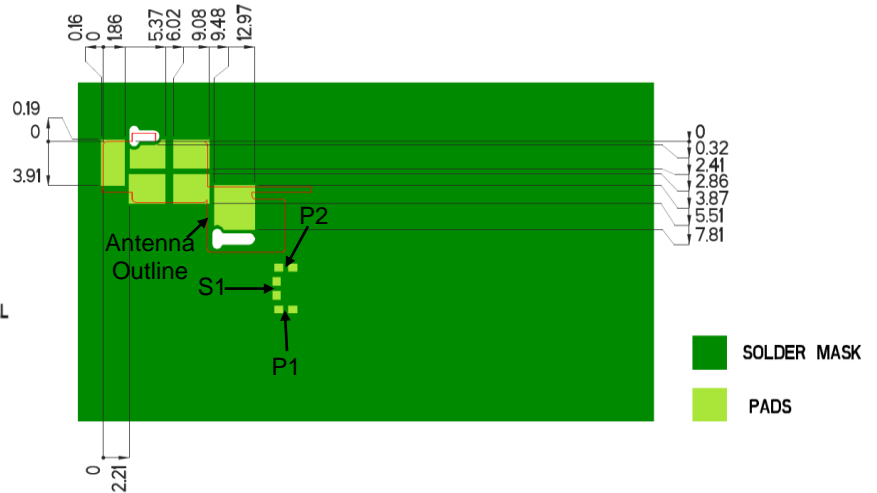 0.16
0
1.86
5.37
6.02
9.08
9.48
12.97
0.19
0
3.91
0
0.32
2.41
2.86
3.87
5.51
7.81
P2
Antenna
Outline
S1
L
P1
SOLDER MASK
PADS
0
2.21